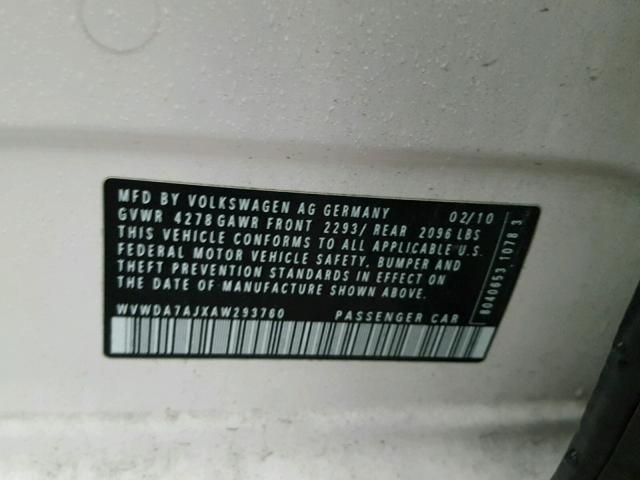 MFD BY VOLKSWAGEN AG GERMANY 02/10
GVWR 4278 GAWR FRONT 2293/ REAR 2096 LBS
THIS VEHICLE CONFORMS TO ALL APPLICABLE U.S.
FEDERAL MOTOR VEHICLE SAFETY, BUMPER AND
THEFT PREVENTION STANDARDS IN EFFECT ON
THE DATE OF MANUFACTURE SHOWN ABOVE.
WVWDA7AJXAW293760 PASSENGER CAR
8040653 1078 3